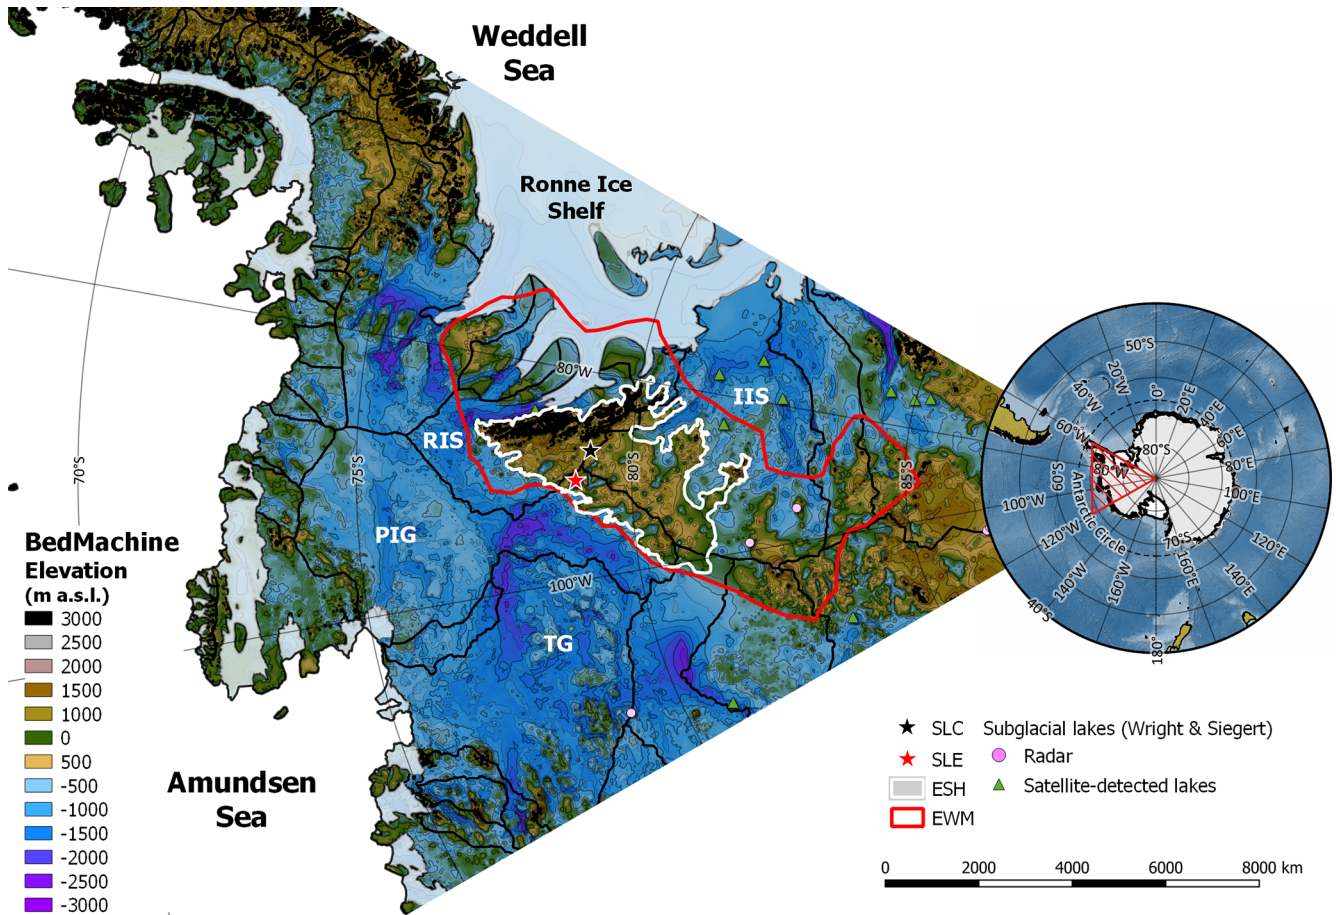 Weddell
Sea
Ronne Ice
Shelf
80°W
IIS
RIS
80°S
85°S
70°S
75°S
PIG
100°W
TG
Amundsen
Sea
BedMachine
Elevation
(m a.s.l.)
3000
2500
2000
1500
1000
0
500
-500
-1000
-1500
-2000
-2500
-3000
50°S
20°W
0°
20°E
40°W
40°E
60°W
60°E
80°S
80°E
60°S
80°W
100°E
100°W
Antarctic Circle
70°S
120°W
120°E
140°W
160°W
160°E
140°E
40°S
180°
SLC
Subglacial lakes (Wright & Siegert)
SLE
Radar
ESH
Satellite-detected lakes
EWM
0 2000 4000 6000 8000 km